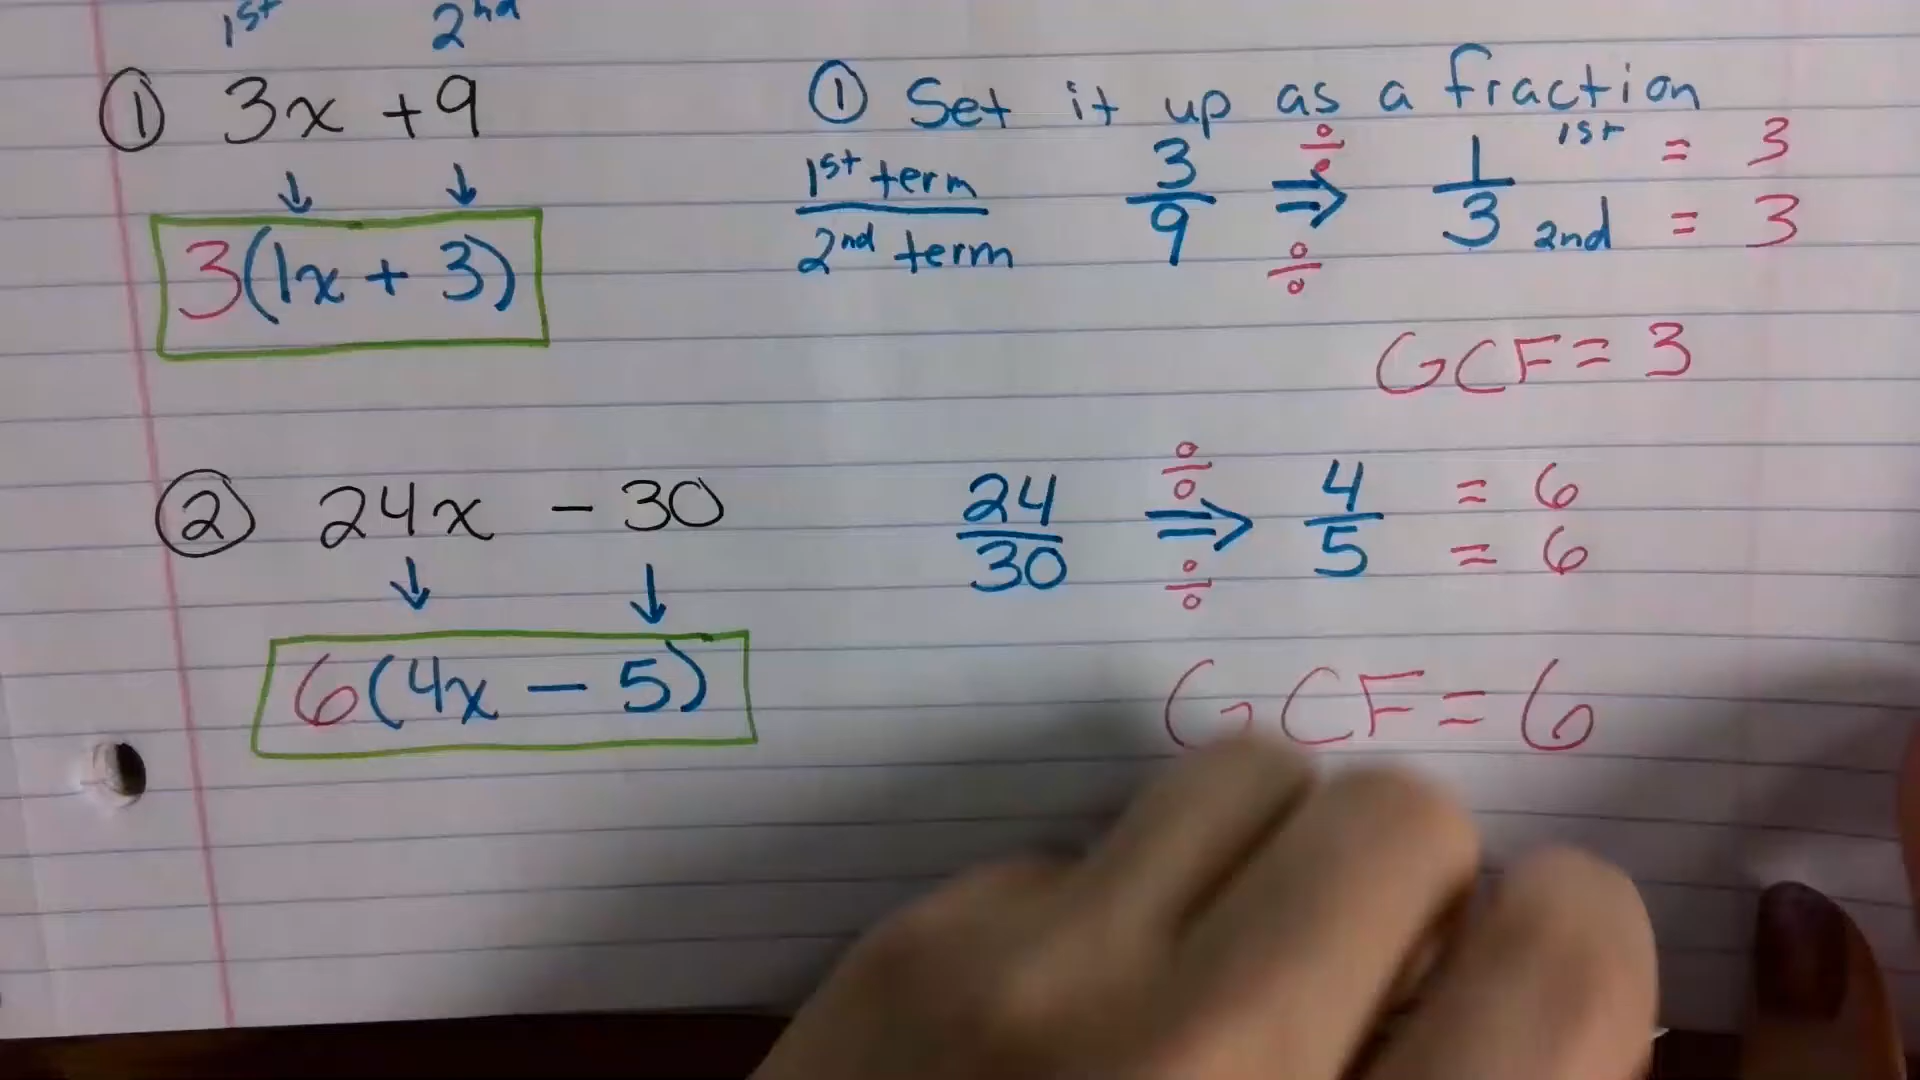 1st 2nd
① 3x + 9
↓ ↓
3(1x + 3)
① Set it up as a fraction
1st term / 2nd term 3/9 ÷ ⇒ ÷ 1/3 1st = 3
2nd = 3
GCF = 3
② 24x - 30
↓ ↓
6(4x - 5)
24/30 ÷ ⇒ ÷ 4/5 = 6
= 6
GCF = 6